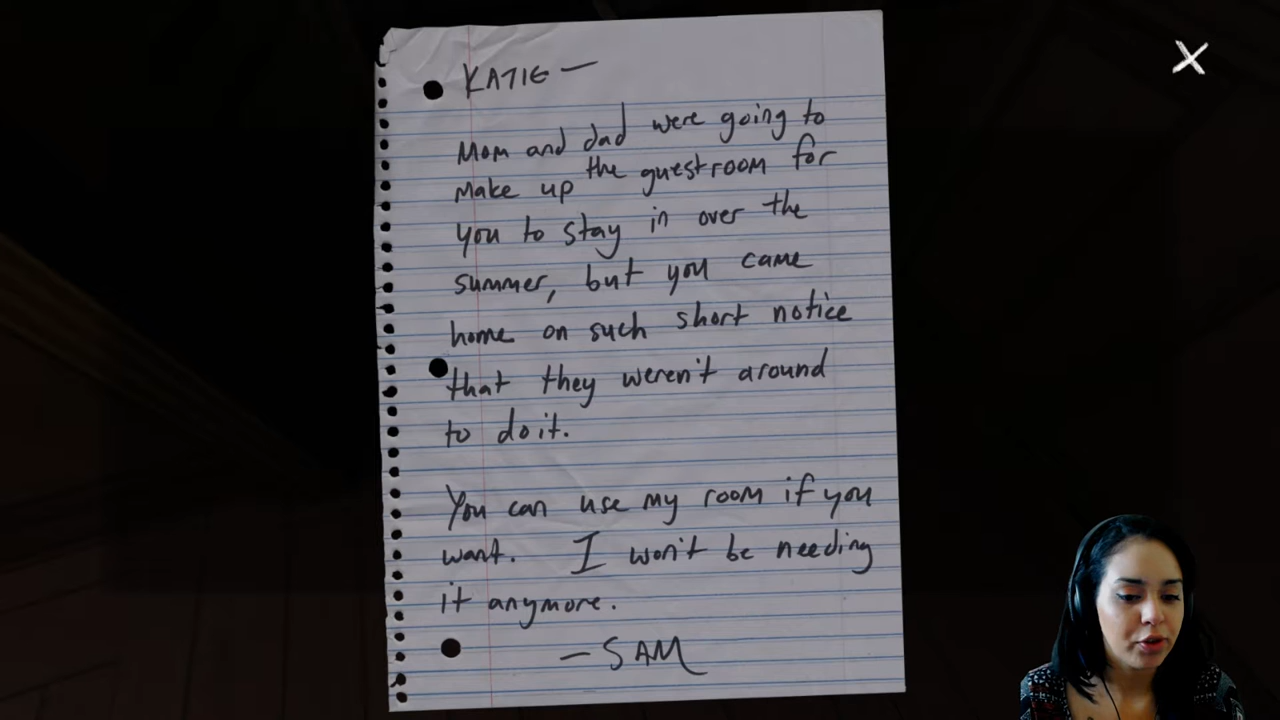 KATIE —
Mom and dad were going to
make up the guestroom for
you to stay in over the
summer, but you came
home on such short notice
that they weren't around
to do it.
You can use my room if you
want. I won't be needing
it anymore.
— SAM